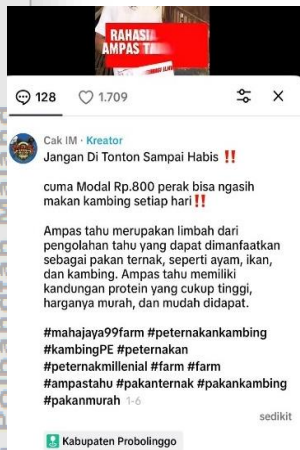 RAHASIA
AMPAS
128
1.709
Cak IM · Kreator
Jangan Di Tonton Sampai Habis ‼️
cuma Modal Rp.800 perak bisa ngasih
makan kambing setiap hari‼️
Ampas tahu merupakan limbah dari
pengolahan tahu yang dapat dimanfaatkan
sebagai pakan ternak, seperti ayam, ikan,
dan kambing. Ampas tahu memiliki
kandungan protein yang cukup tinggi,
harganya murah, dan mudah didapat.
#mahajaya99farm #peternakankambing
#kambingPE #peternakan
#peternakmillenial #farm #farm
#ampastahu #pakanternak #pakankambing
#pakanmurah 1-6
sedikit
Kabupaten Probolinggo